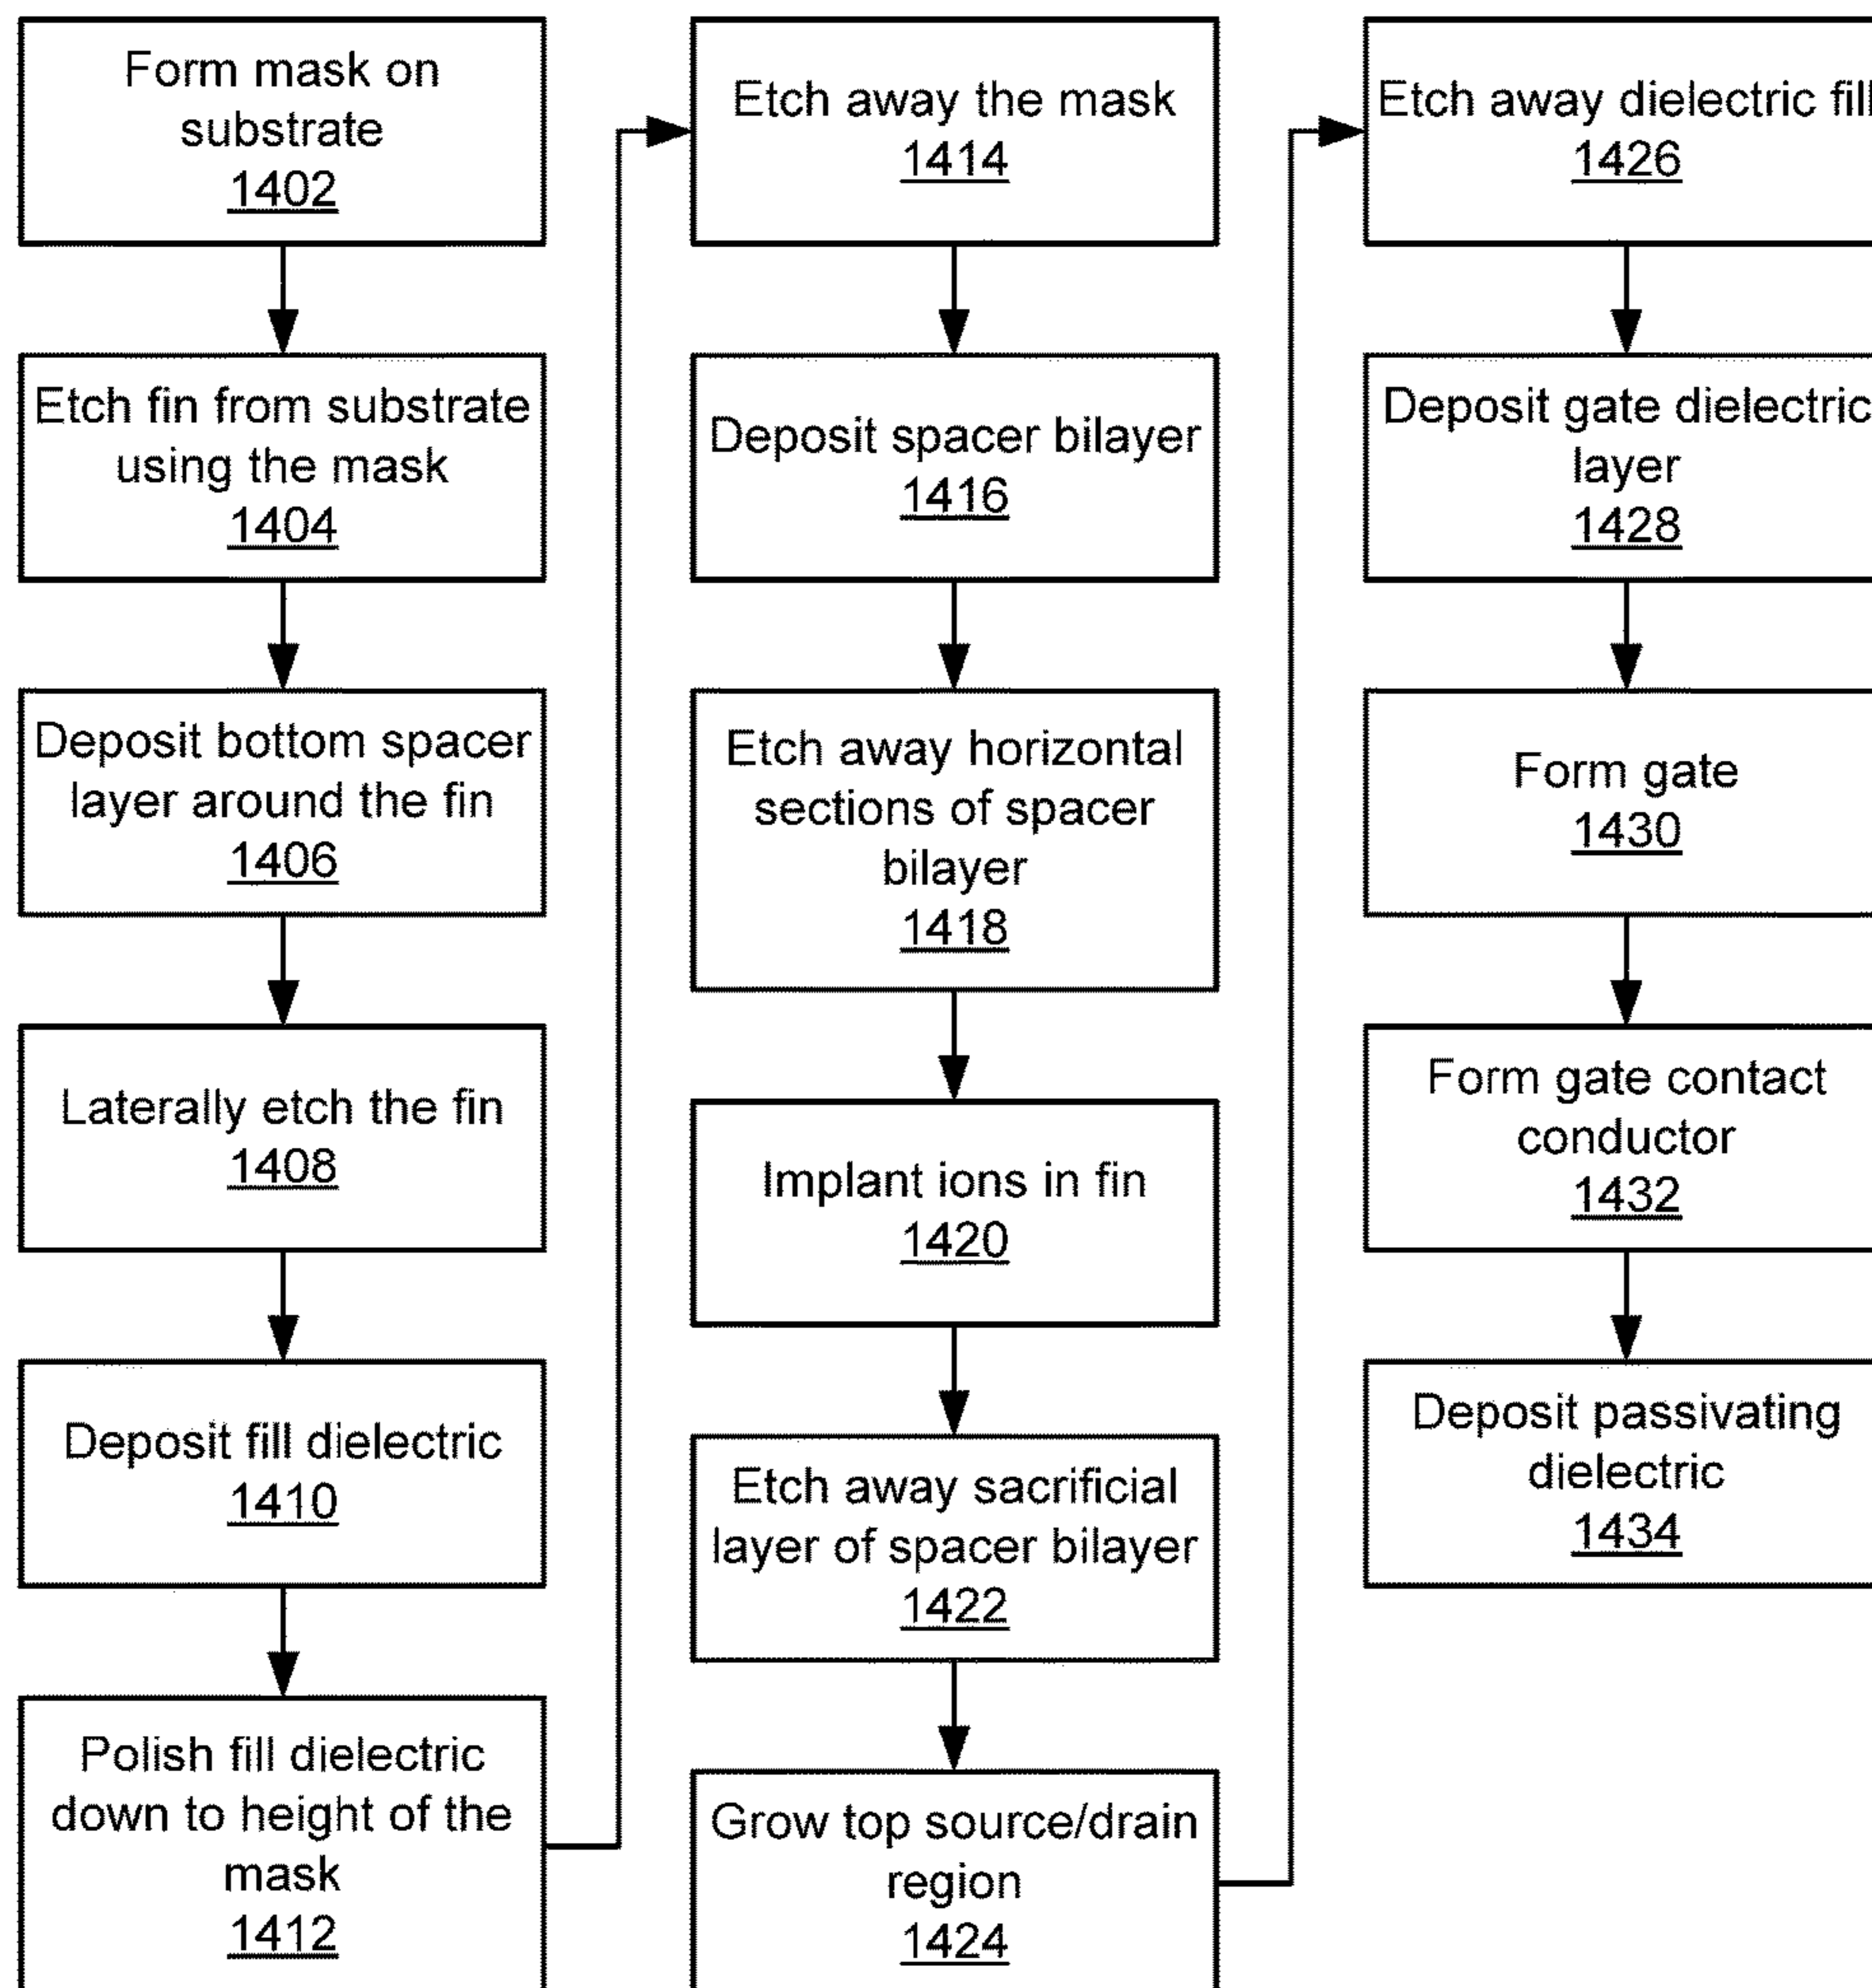 Form mask on
substrate
1402
Etch fin from substrate
using the mask
1404
Deposit bottom spacer
layer around the fin
1406
Laterally etch the fin
1408
Deposit fill dielectric
1410
Polish fill dielectric
down to height of the
mask
1412
Etch away the mask
1414
Deposit spacer bilayer
1416
Etch away horizontal
sections of spacer
bilayer
1418
Implant ions in fin
1420
Etch away sacrificial
layer of spacer bilayer
1422
Grow top source/drain
region
1424
Etch away dielectric fill
1426
Deposit gate dielectric
layer
1428
Form gate
1430
Form gate contact
conductor
1432
Deposit passivating
dielectric
1434